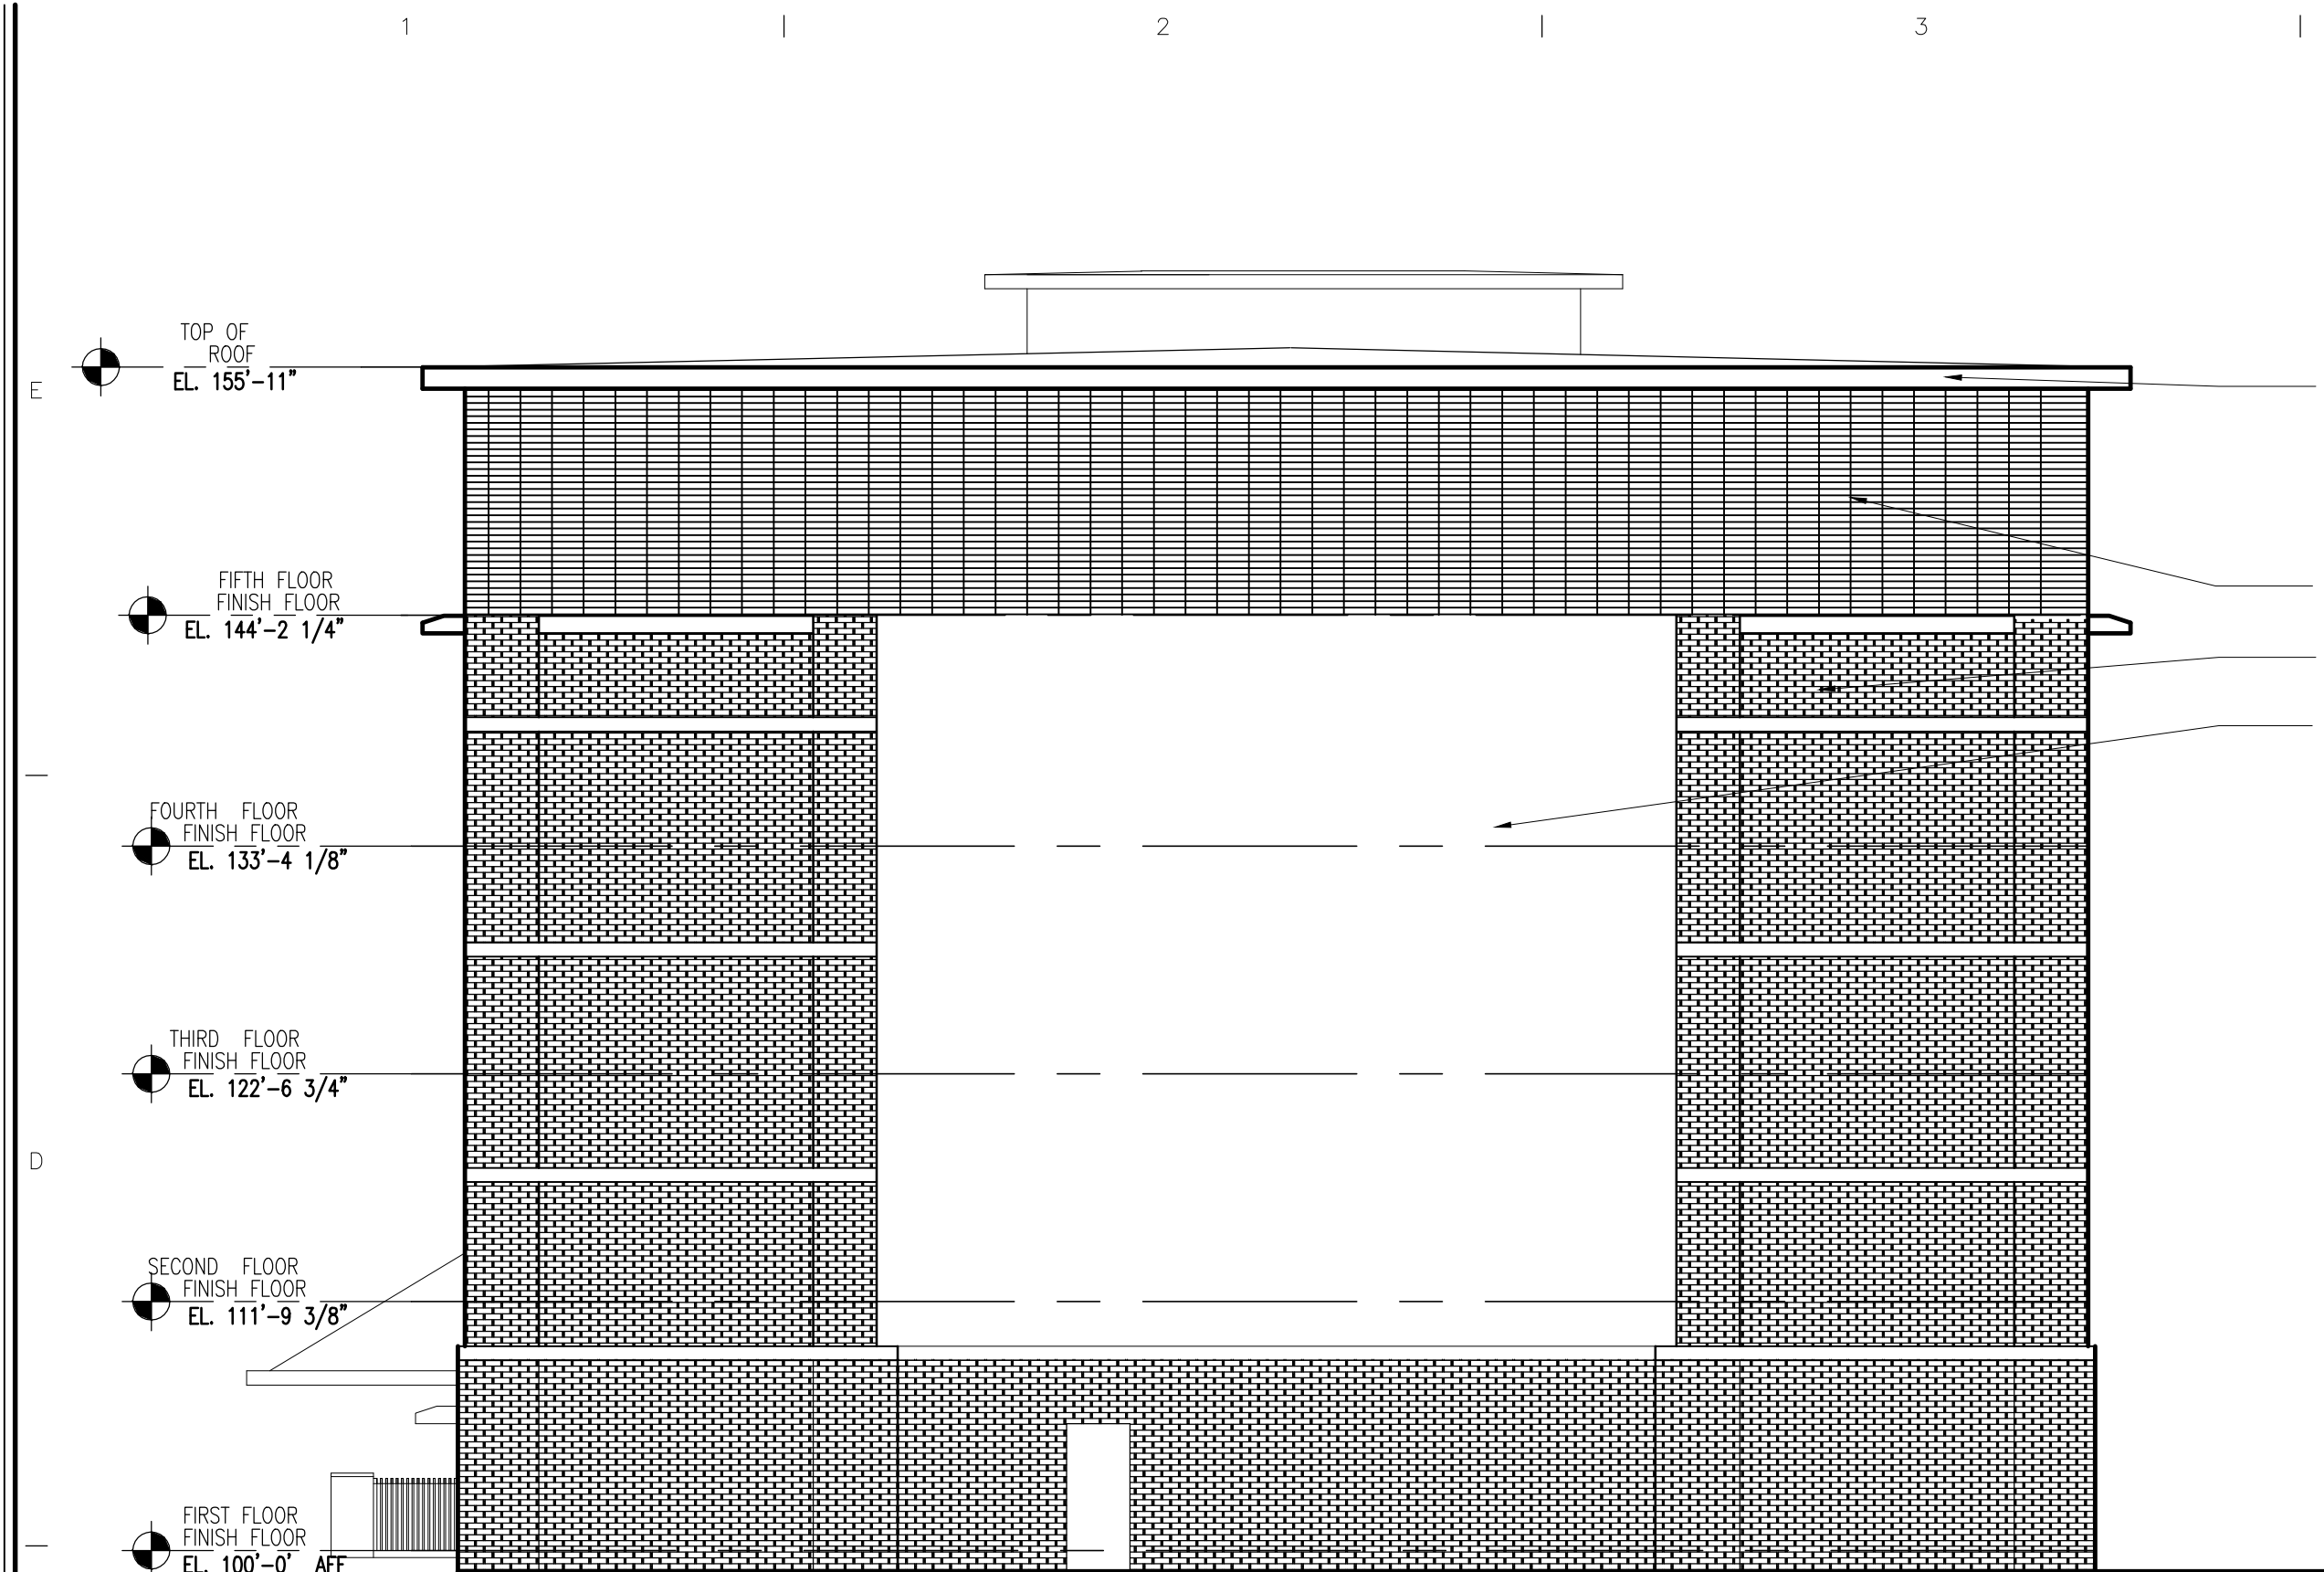 1 2 3
TOP OF
ROOF
EL. 155'-11"
E
FIFTH FLOOR
FINISH FLOOR
EL. 144'-2 1/4"
FOURTH FLOOR
FINISH FLOOR
EL. 133'-4 1/8"
THIRD FLOOR
FINISH FLOOR
EL. 122'-6 3/4"
D
SECOND FLOOR
FINISH FLOOR
EL. 111'-9 3/8"
FIRST FLOOR
FINISH FLOOR
EL. 100'-0' AFF